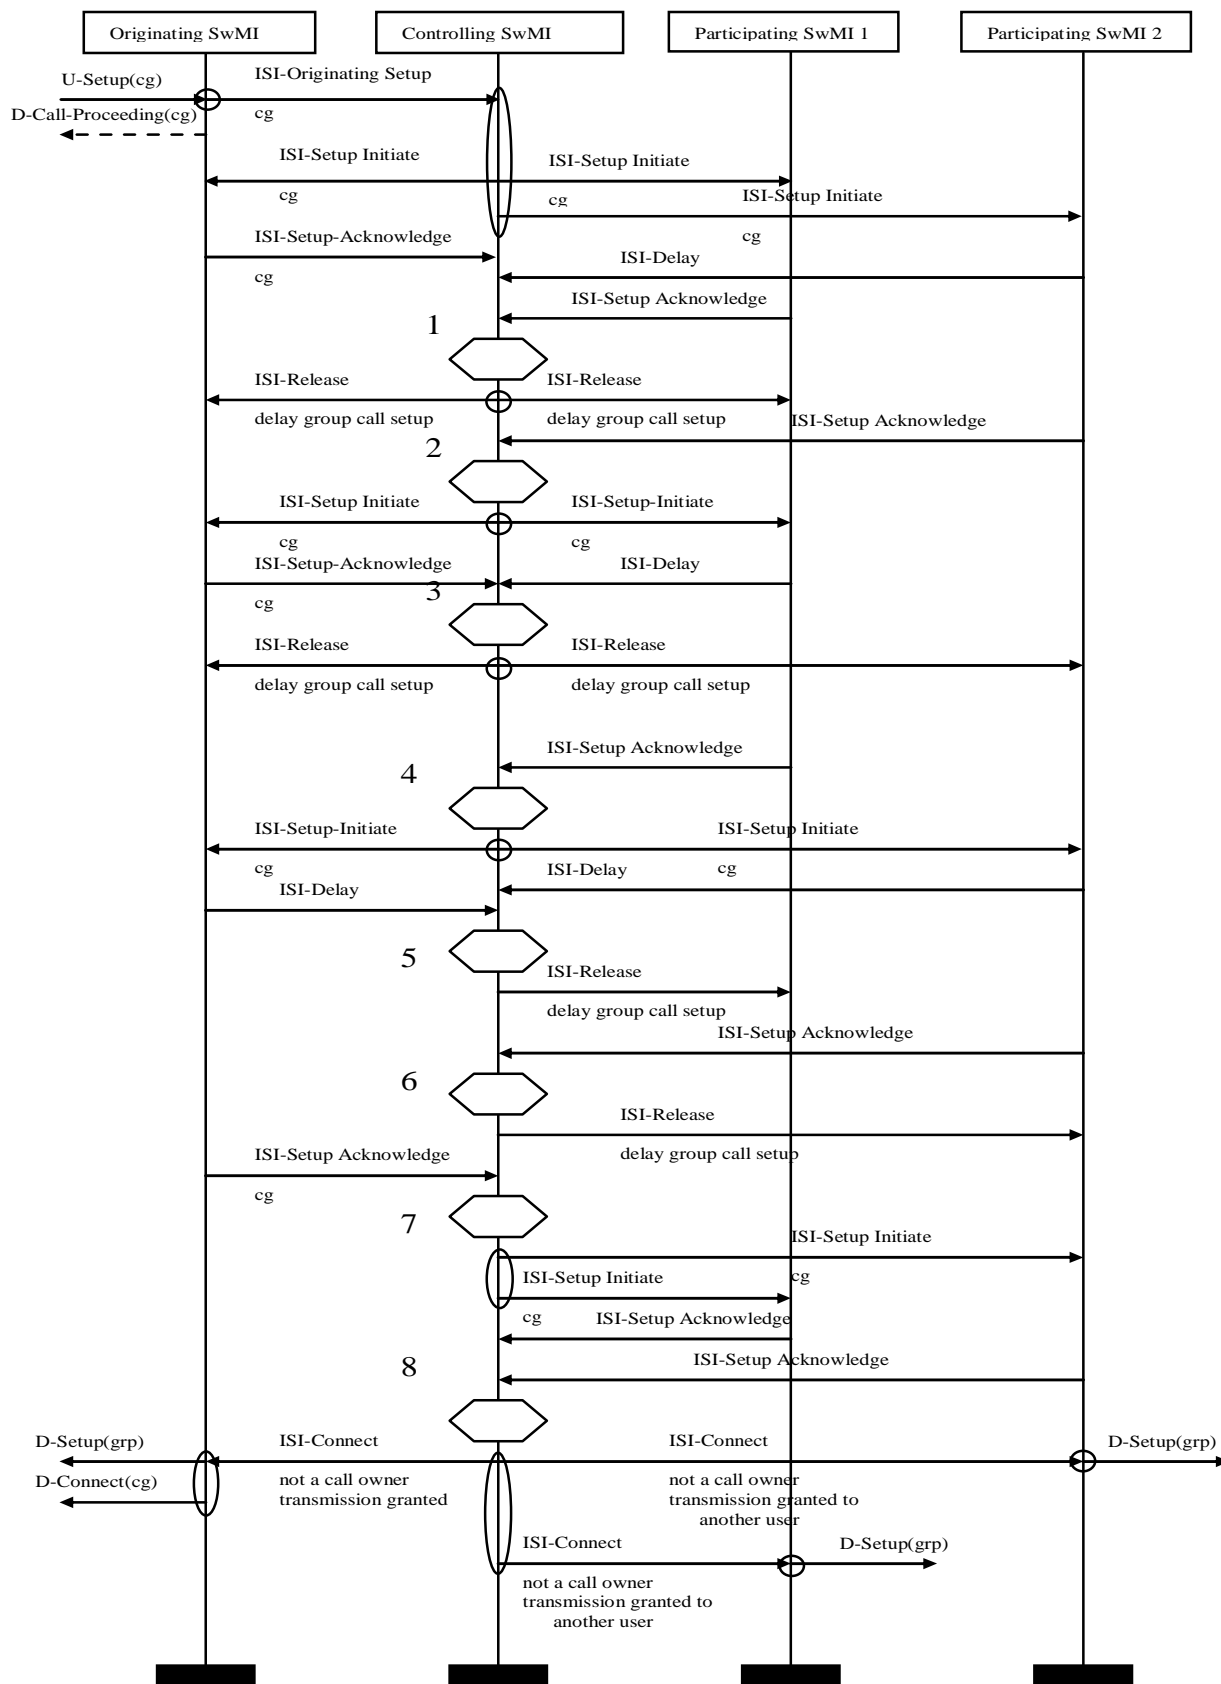 Originating SwMI
Controlling SwMI
Participating SwMI 1
Participating SwMI 2
U-Setup(cg)
ISI-Originating Setup
cg
D-Call-Proceeding(cg)
ISI-Setup Initiate
cg
ISI-Setup Initiate
cg
ISI-Setup Initiate
cg
ISI-Setup-Acknowledge
cg
ISI-Delay
ISI-Setup Acknowledge
1
ISI-Release
delay group call setup
ISI-Release
delay group call setup
ISI-Setup Acknowledge
2
ISI-Setup Initiate
cg
ISI-Setup-Initiate
cg
ISI-Setup-Acknowledge
cg
ISI-Delay
3
ISI-Release
delay group call setup
ISI-Release
delay group call setup
ISI-Setup Acknowledge
4
ISI-Setup-Initiate
cg
ISI-Setup Initiate
cg
ISI-Delay
ISI-Delay
5
ISI-Release
delay group call setup
ISI-Setup Acknowledge
6
ISI-Release
delay group call setup
ISI-Setup Acknowledge
cg
7
ISI-Setup Initiate
cg
ISI-Setup Initiate
cg
ISI-Setup Acknowledge
ISI-Setup Acknowledge
8
D-Setup(grp)
ISI-Connect
not a call owner
transmission granted
ISI-Connect
not a call owner
transmission granted to
another user
D-Setup(grp)
D-Connect(cg)
ISI-Connect
not a call owner
transmission granted to
another user
D-Setup(grp)